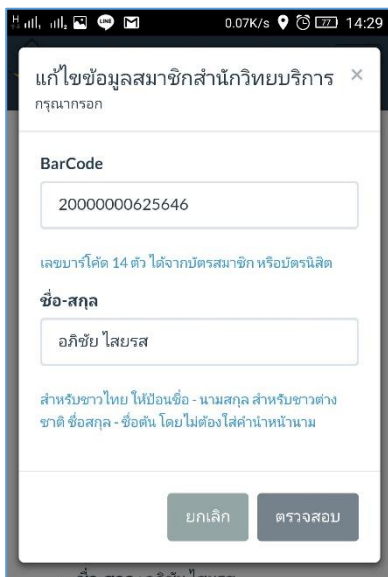 0.07K/s 77 14:29
แก้ไขข้อมูลสมาชิกสำนักวิทยบริการ ×
กรุณากรอก
BarCode
20000000625646
เลขบาร์โค้ด 14 ตัว ได้จากบัตรสมาชิก หรือบัตรนิสิต
ชื่อ-สกุล
อภิชัย ไสยรส
สำหรับชาวไทย ให้ป้อนชื่อ - นามสกุล สำหรับชาวต่าง
ชาติ ชื่อสกุล - ชื่อต้น โดยไม่ต้องใส่คำนำหน้านาม
ยกเลิก ตรวจสอบ